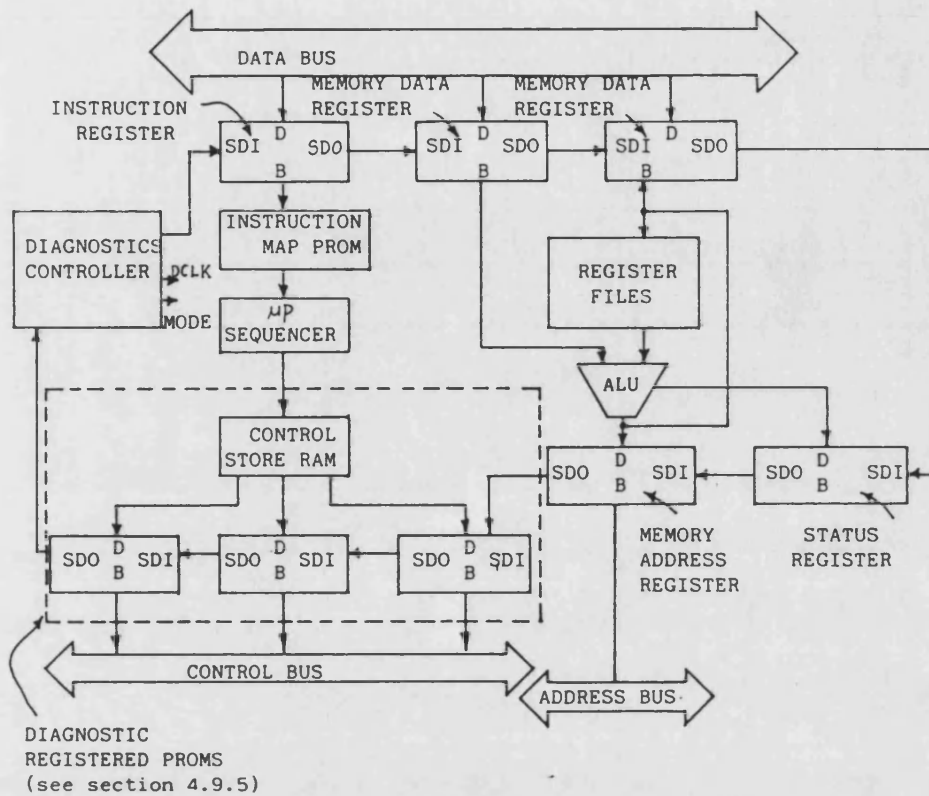 DATA BUS
INSTRUCTION
REGISTER
MEMORY DATA
REGISTER
MEMORY DATA
REGISTER
SDI D SDO
B
SDI D SDO
B
SDI D SDO
B
DIAGNOSTICS
CONTROLLER
DCLK
MODE
INSTRUCTION
MAP PROM
µP
SEQUENCER
REGISTER
FILES
ALU
CONTROL
STORE RAM
SDO D SDI
B
SDO D SDI
B
MEMORY
ADDRESS
REGISTER
STATUS
REGISTER
SDO D SDI
B
SDO D SDI
B
SDO D SDI
B
CONTROL BUS
ADDRESS BUS
DIAGNOSTIC
REGISTERED PROMS
(see section 4.9.5)